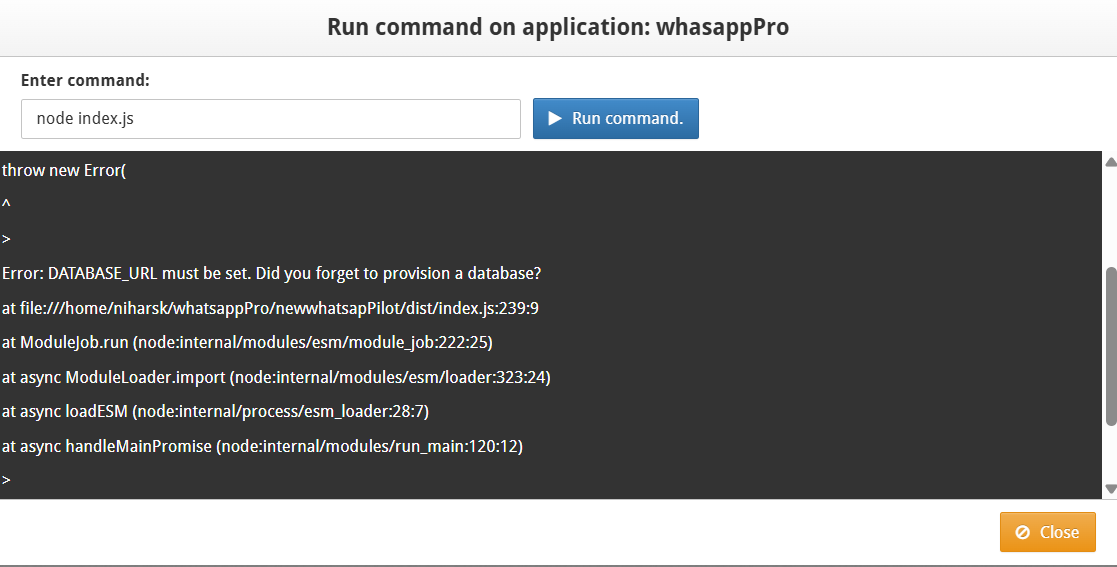 Run command on application: whasappPro
Enter command:
node index.js
Run command.
throw new Error(
^
>
Error: DATABASE_URL must be set. Did you forget to provision a database?
at file:///home/niharsk/whatsappPro/newwhatsapPilot/dist/index.js:239:9
at ModuleJob.run (node:internal/modules/esm/module_job:222:25)
at async ModuleLoader.import (node:internal/modules/esm/loader:323:24)
at async loadESM (node:internal/process/esm_loader:28:7)
at async handleMainPromise (node:internal/modules/run_main:120:12)
>
Close